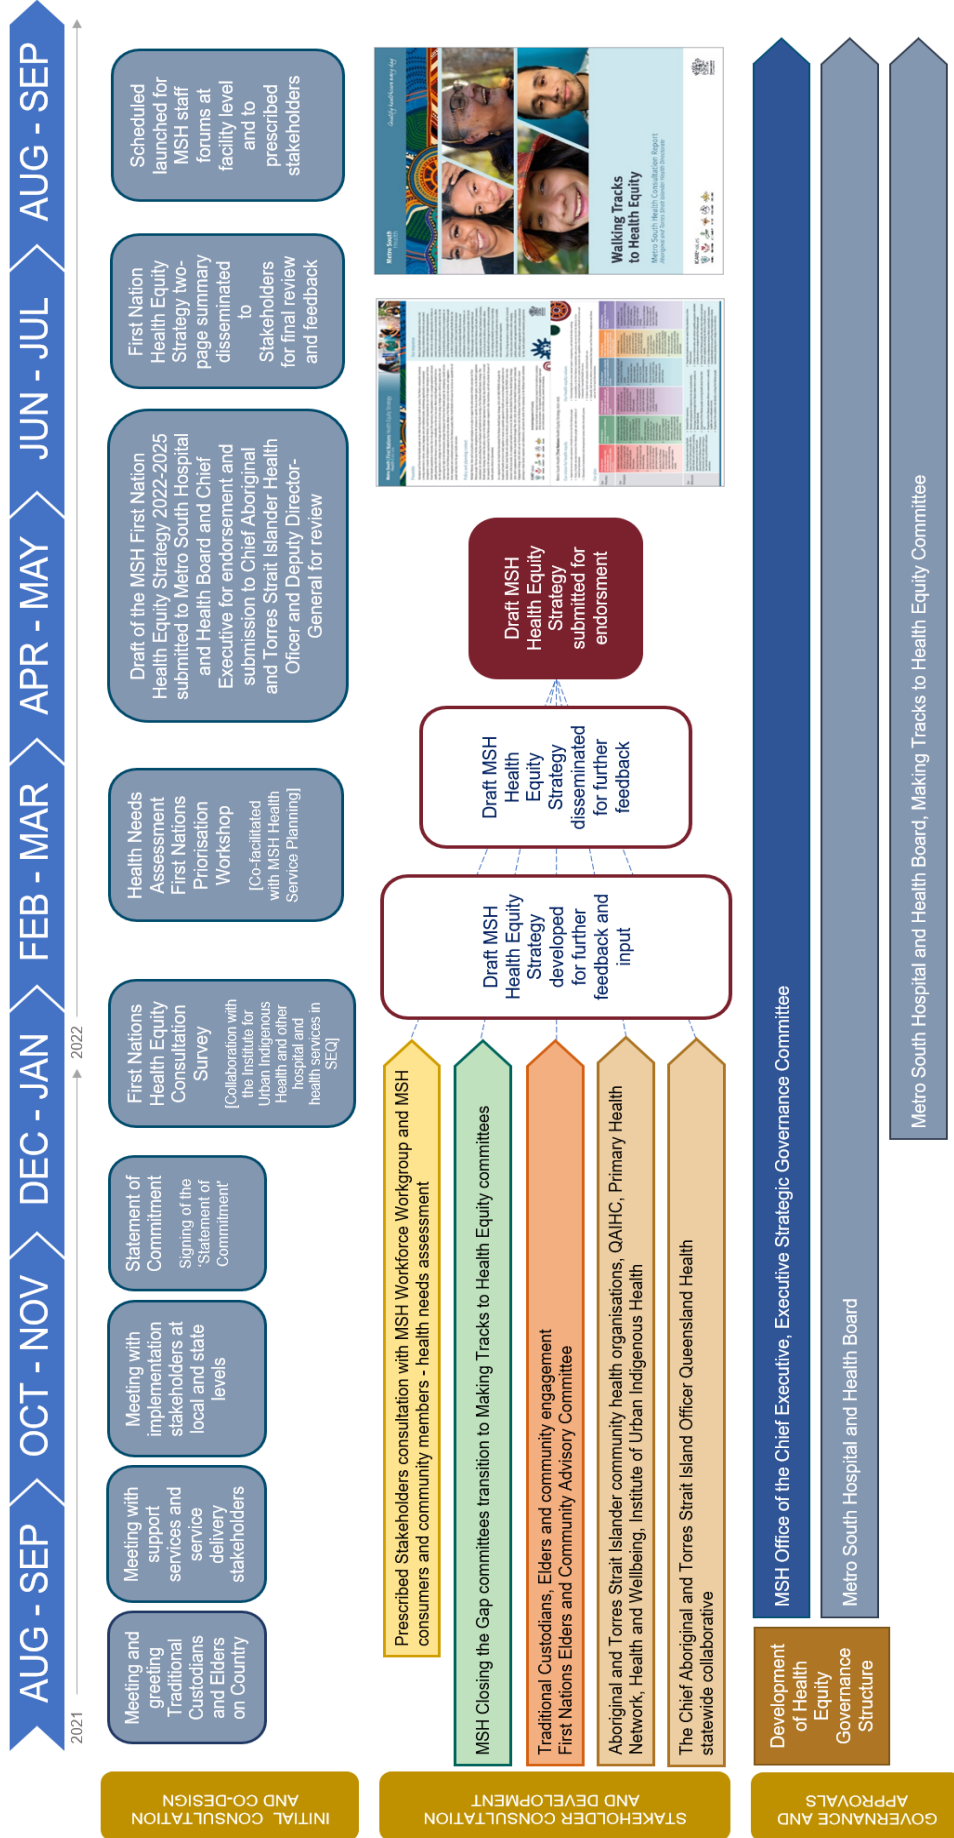 AUG - SEP
OCT - NOV
DEC - JAN
FEB - MAR
APR - MAY
JUN - JUL
AUG - SEP
2021
2022
INITIAL CONSULTATION
AND CO-DESIGN
Meeting and
greeting
Traditional
Custodians
and Elders
on Country
Meeting with
support
services and
service
delivery
stakeholders
Meeting with
implementation
stakeholders at
local and state
levels
Statement of
Commitment
Signing of the
'Statement of
Commitment'
First Nations
Health Equity
Consultation
Survey
[Collaboration with
the Institute for
Urban Indigenous
Health and other
hospital and
health services in
SEQ]
Health Needs
Assessment
First Nations
Priorisation
Workshop
[Co-facilitated
with MSH Health
Service Planning]
Draft of the MSH First Nation
Health Equity Strategy 2022-2025
submitted to Metro South Hospital
and Health Board and Chief
Executive for endorsement and
submission to Chief Aboriginal
and Torres Strait Islander Health
Oficer and Deputy Director-
General for review
First Nation
Health Equity
Strategy two-
page summary
disseminated
to
Stakeholders
for final review
and feedback
Scheduled
launched for
MSH staff
forums at
facility level
and to
prescribed
stakeholders
STAKEHOLDER CONSULTATION
AND DEVELOPMENT
Prescribed Stakeholders consultation with MSH Workforce Workgroup and MSH
consumers and community members - health needs assessment
MSH Closing the Gap committees transition to Making Tracks to Health Equity committees
Traditional Custodians, Elders and community engagement
First Nations Elders and Community Advisory Committee
Aboriginal and Torres Strait Islander community health organisations, QAIHC, Primary Health
Network, Health and Wellbeing, Institute of Urban Indigenous Health
The Chief Aboriginal and Torres Strait Island Officer Queensland Health
statewide collaborative
Draft MSH
Health Equity
Strategy
developed
for further
feedback and
input
Draft MSH
Health
Equity
Strategy
disseminated
for further
feedback
Draft MSH
Health Equity
Strategy
submitted for
endorsment
Metro South
Health
Walking Tracks
to Health Equity
Metro South Health Consultation Report
GOVERNANCE AND
APPROVALS
Development
of Health
Equity
Governance
Structure
MSH Office of the Chief Executive, Executive Strategic Governance Committee
Metro South Hospital and Health Board
Metro South Hospital and Health Board, Making Tracks to Health Equity Committee